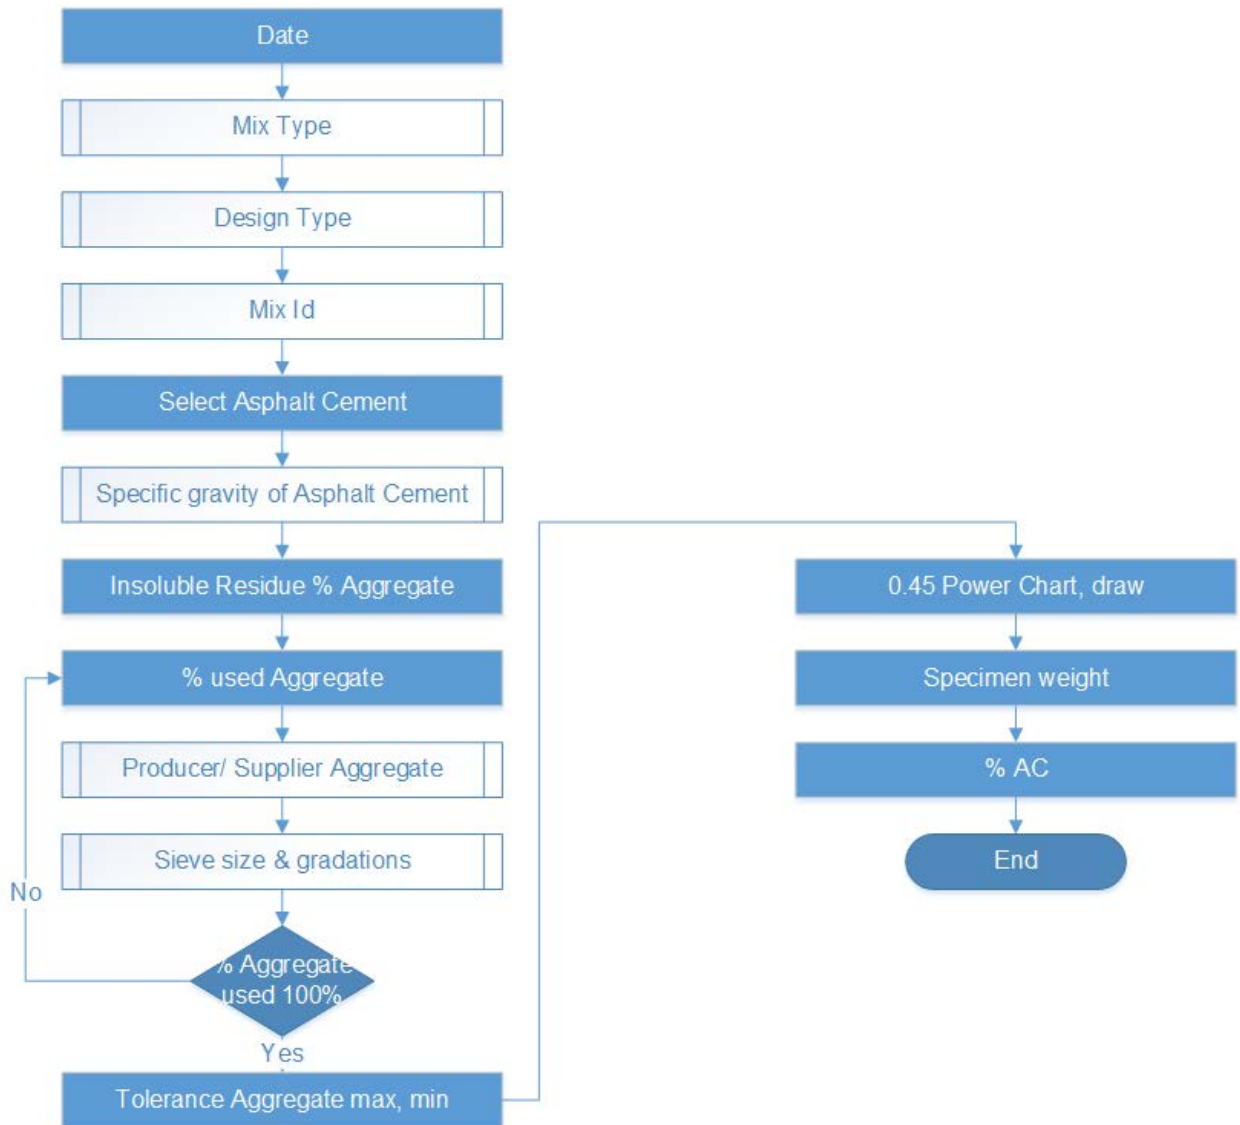 Date
Mix Type
Design Type
Mix Id
Select Asphalt Cement
Specific gravity of Asphalt Cement
Insoluble Residue % Aggregate
% used Aggregate
Producer/ Supplier Aggregate
Sieve size & gradations
No
% Aggregate
used 100%
Yes
Tolerance Aggregate max, min
0.45 Power Chart, draw
Specimen weight
% AC
End